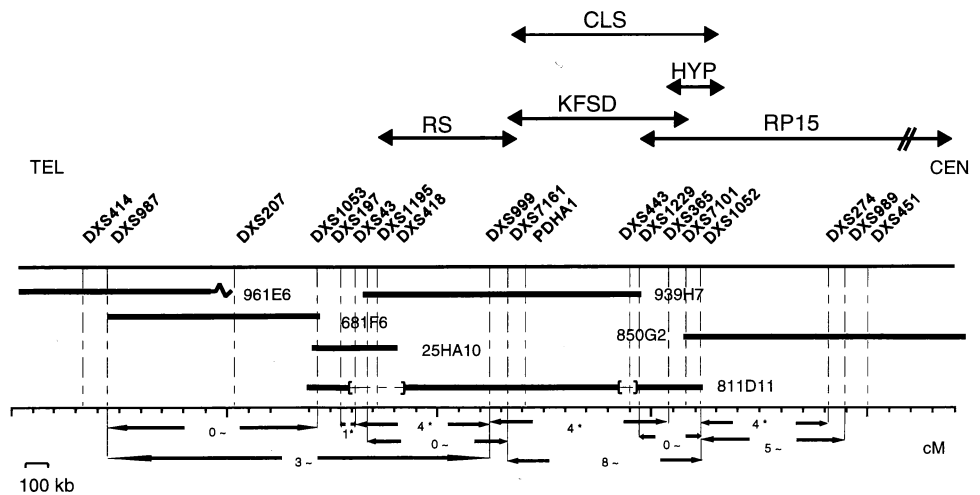 CLS
HYP
KFSD
RS
RP15
TEL
CEN
DXS414
DXS987
DXS207
DXS1053
DXS197
DXS43
DXS1195
DXS418
DXS999
DXS7161
PDHA1
DXS443
DXS1229
DXS365
DXS7101
DXS1052
DXS274
DXS989
DXS451
961E6
939H7
681F6
850G2
25HA10
811D11
0 ~
1*
4 *
4 *
4 *
0 ~
0 ~
5 ~
cM
3 ~
8 ~
100 kb